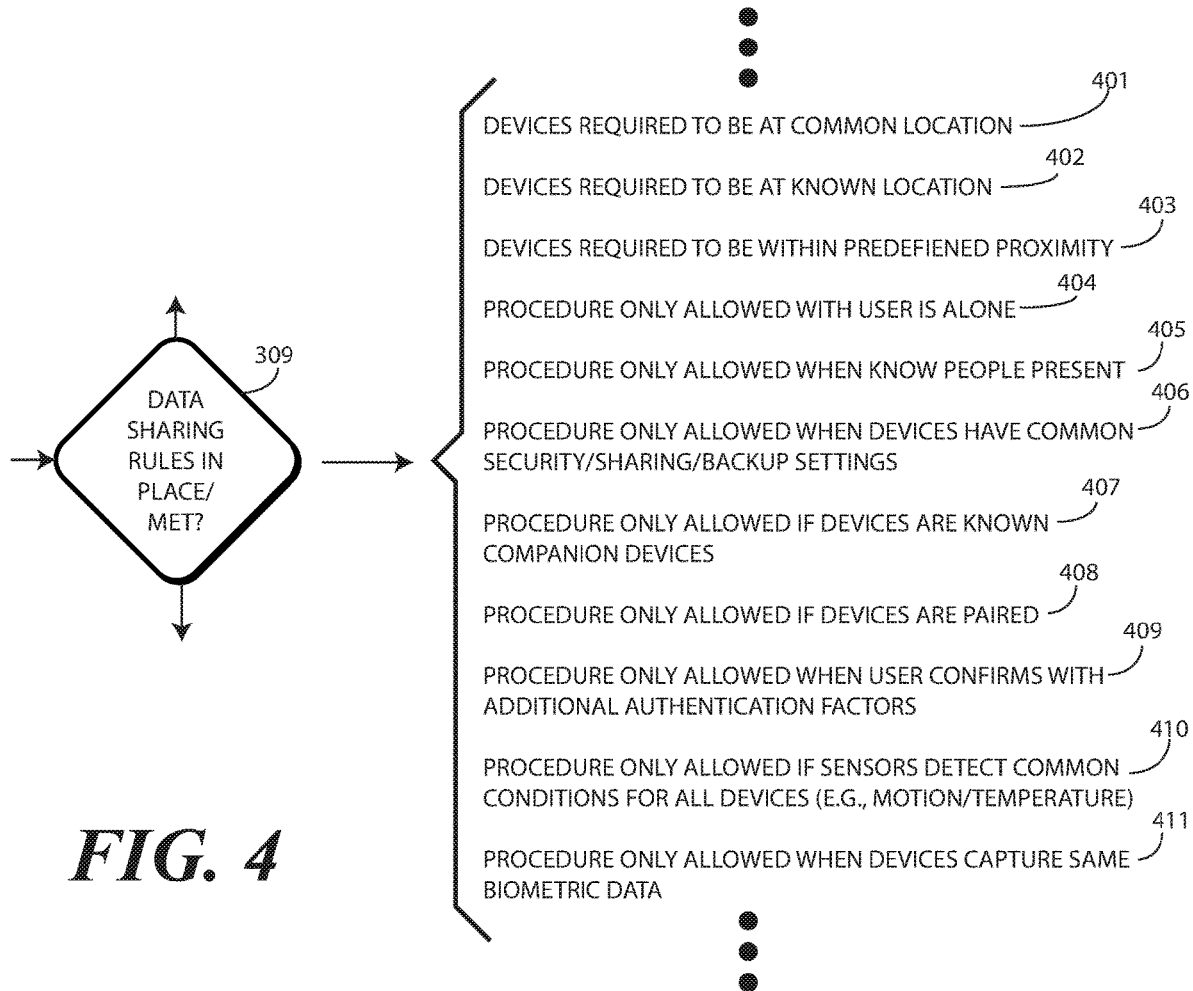 401
DEVICES REQUIRED TO BE AT COMMON LOCATION
402
DEVICES REQUIRED TO BE AT KNOWN LOCATION
403
DEVICES REQUIRED TO BE WITHIN PREDEFIENED PROXIMITY
404
PROCEDURE ONLY ALLOWED WITH USER IS ALONE
405
PROCEDURE ONLY ALLOWED WHEN KNOW PEOPLE PRESENT
406
PROCEDURE ONLY ALLOWED WHEN DEVICES HAVE COMMON
SECURITY/SHARING/BACKUP SETTINGS
407
PROCEDURE ONLY ALLOWED IF DEVICES ARE KNOWN
COMPANION DEVICES
408
PROCEDURE ONLY ALLOWED IF DEVICES ARE PAIRED
409
PROCEDURE ONLY ALLOWED WHEN USER CONFIRMS WITH
ADDITIONAL AUTHENTICATION FACTORS
410
PROCEDURE ONLY ALLOWED IF SENSORS DETECT COMMON
CONDITIONS FOR ALL DEVICES (E.G., MOTION/TEMPERATURE)
411
PROCEDURE ONLY ALLOWED WHEN DEVICES CAPTURE SAME
BIOMETRIC DATA
309
DATA
SHARING
RULES IN
PLACE/
MET?
FIG. 4